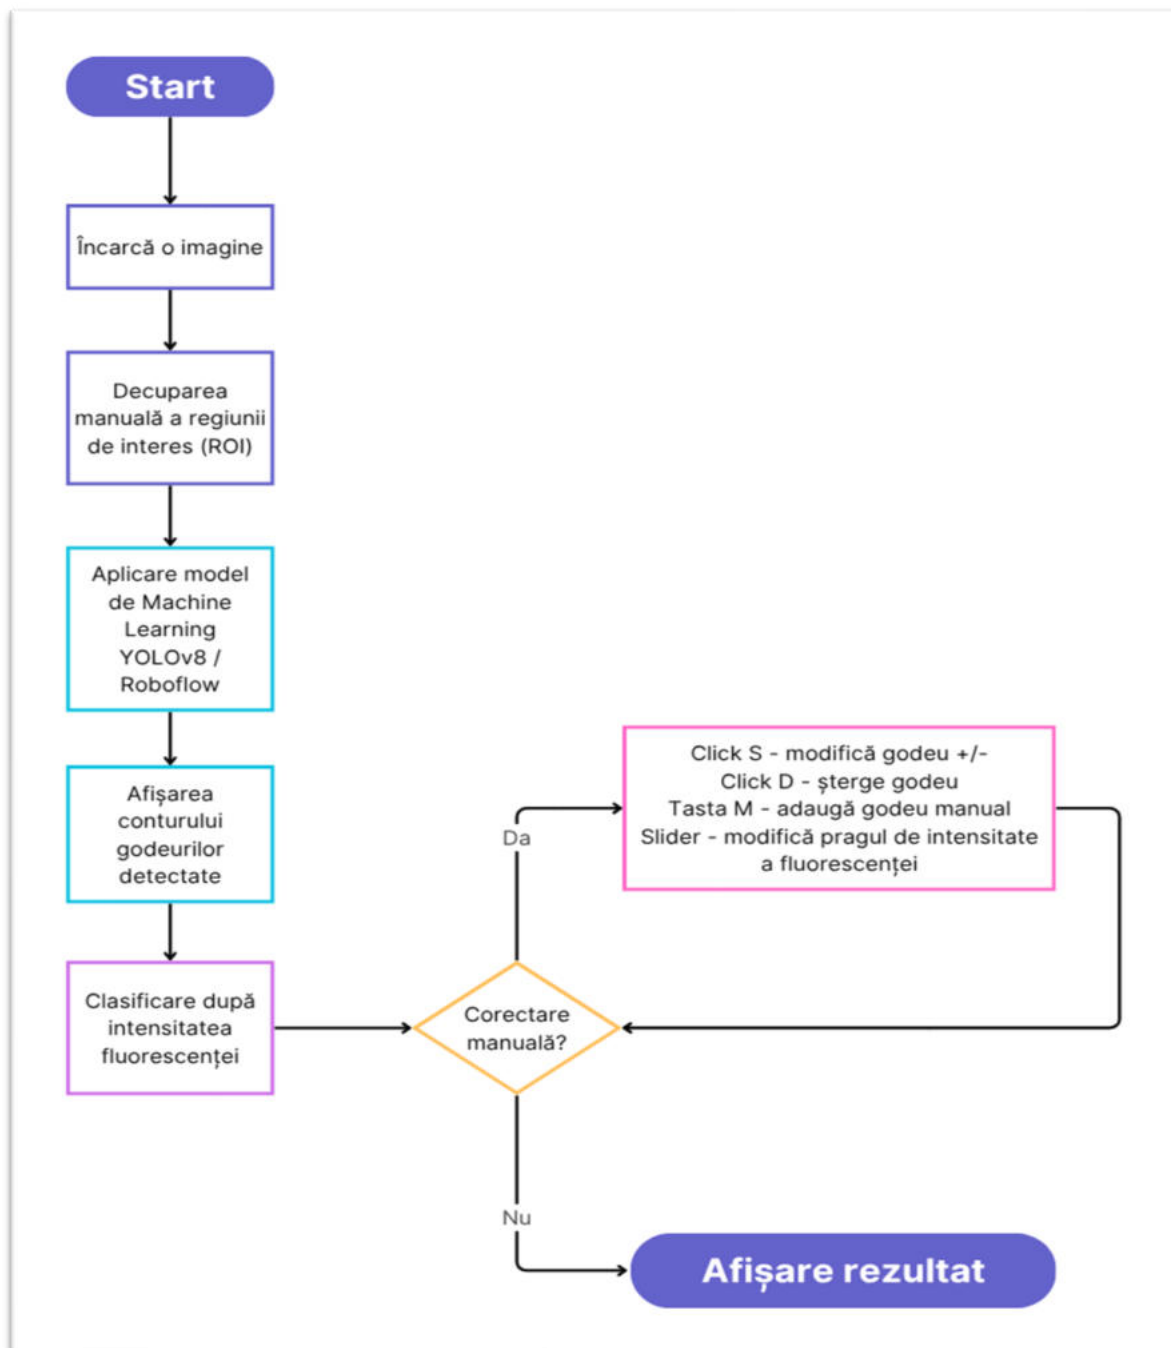 Start
Încarcă o imagine
Decuparea
manuală a regiunii
de interes (ROI)
Aplicare model
de Machine
Learning
YOLOv8 /
Roboflow
Afișarea
conturului
godeurilor
detectate
Clasificare după
intensitatea
fluorescenței
Corectare
manuală?
Da
Click S - modifică godeu +/-
Click D - șterge godeu
Tasta M - adaugă godeu manual
Slider - modifică pragul de intensitate
a fluorescenței
Nu
Afișare rezultat